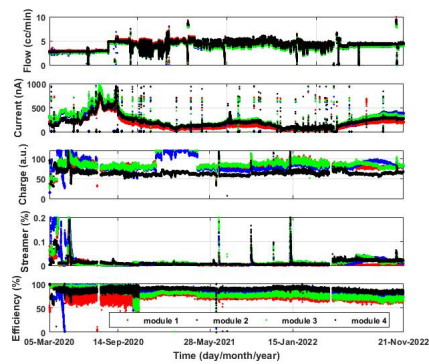 Flow (cc/min)
10
5
0
Current (nA)
1000
500
0
Charge (a.u.)
100
50
0
Streamer (%)
0.2
0.1
0
Efficiency (%)
100
50
0
module 1 module 2 module 3 module 4
05-Mar-2020 14-Sep-2020 28-May-2021 15-Jan-2022 21-Nov-2022
Time (day/month/year)